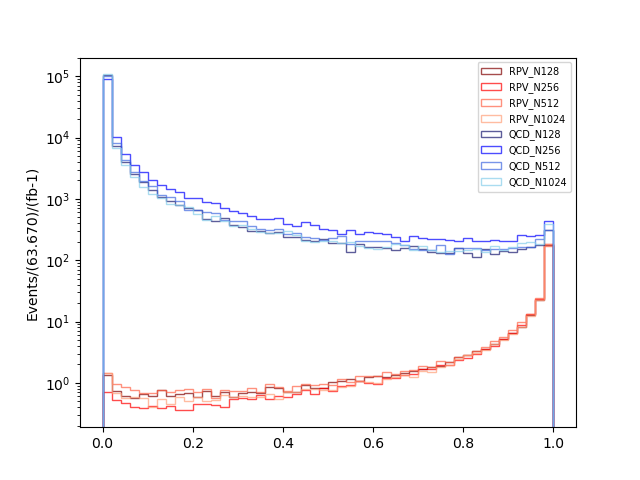 Events/(63.670)/(fb-1)
10^5
10^4
10^3
10^2
10^1
10^0
RPV_N128
RPV_N256
RPV_N512
RPV_N1024
QCD_N128
QCD_N256
QCD_N512
QCD_N1024
0.0 0.2 0.4 0.6 0.8 1.0